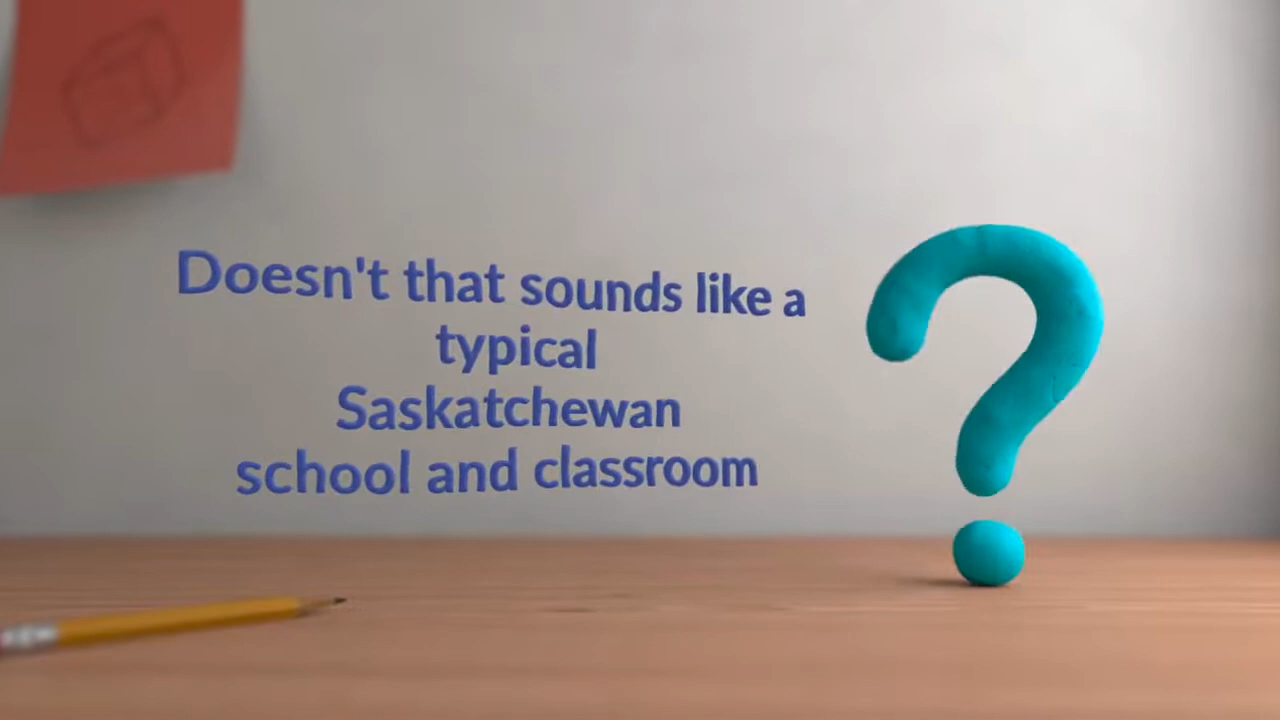 Doesn't that sounds like a
typical
Saskatchewan
school and classroom
?